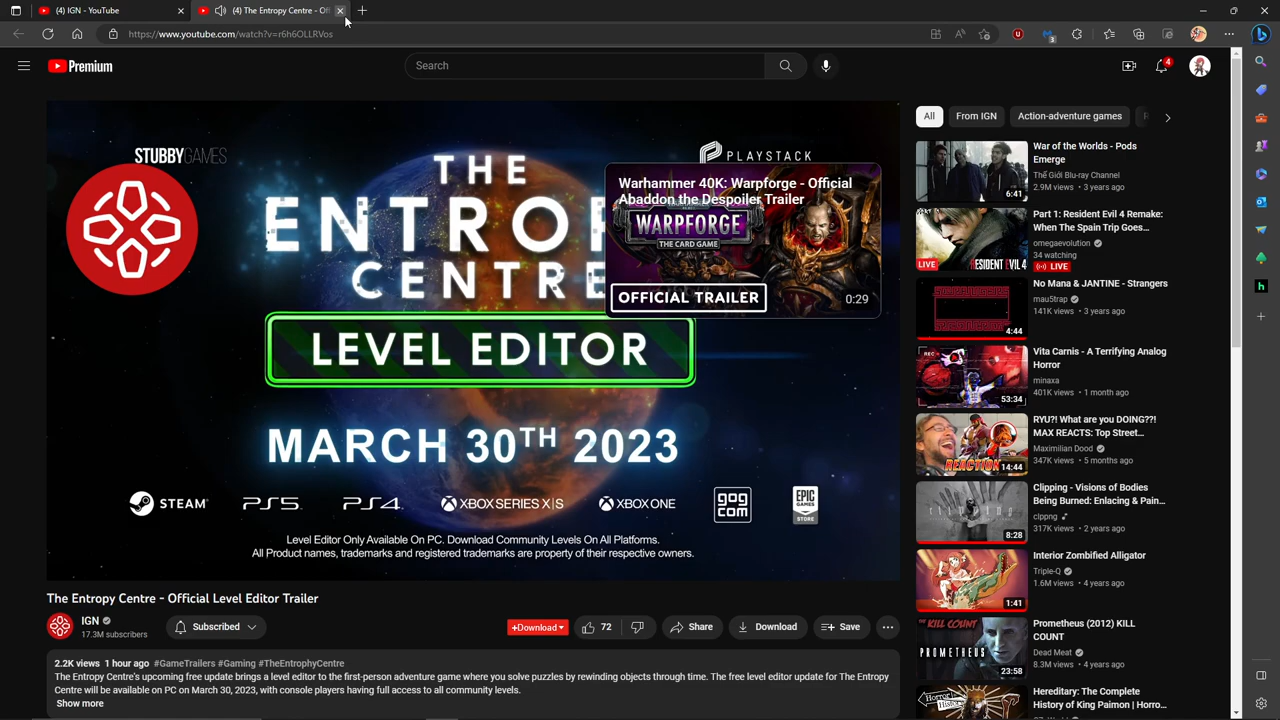 (4) IGN - YouTube
(4) The Entropy Centre - Off
https://www.youtube.com/watch?v=r6h6OLLRVos
3
Premium
Search
4
STUBBYGAMES
PLAYSTACK
THE
ENTROP
CENTRE
LEVEL EDITOR
MARCH 30TH 2023
STEAM
PS5
PS4
XBOX SERIES X|S
XBOX ONE
GOG
COM
EPIC
GAMES
STORE
Level Editor Only Available On PC. Download Community Levels On All Platforms.
All Product names, trademarks and registered trademarks are property of their respective owners.
Warhammer 40K: Warpforge - Official
Abaddon the Despoiler Trailer
WARPFORGE
THE CARD GAME
OFFICIAL TRAILER
0:29
The Entropy Centre - Official Level Editor Trailer
IGN
17.3M subscribers
Subscribed
+Download
72
Share
Download
Save
2.2K views 1 hour ago #GameTrailers #Gaming #TheEntrophyCentre
The Entropy Centre's upcoming free update brings a level editor to the first-person adventure game where you solve puzzles by rewinding objects through time. The free level editor update for The Entropy
Centre will be available on PC on March 30, 2023, with console players having full access to all community levels.
Show more
All
From IGN
Action-adventure games
War of the Worlds - Pods
Emerge
Thế Giới Blu-ray Channel
2.9M views • 3 years ago
6:41
Part 1: Resident Evil 4 Remake:
When The Spain Trip Goes...
omegaevolution
34 watching
LIVE
LIVE
RESIDENT EVIL 4
No Mana & JANTINE - Strangers
mau5trap
141K views • 3 years ago
4:44
Vita Carnis - A Terrifying Analog
Horror
minaxa
401K views • 1 month ago
REC
53:34
RYU?! What are you DOING??!
MAX REACTS: Top Street...
Maximilian Dood
347K views • 5 months ago
REACTION
14:44
Clipping - Visions of Bodies
Being Burned: Enlacing & Pain...
clppng
317K views • 2 years ago
8:28
Interior Zombified Alligator
Triple-Q
1.6M views • 4 years ago
1:41
Prometheus (2012) KILL
COUNT
Dead Meat
8.3M views • 4 years ago
THE KILL COUNT
PROMETHEUS
23:58
Hereditary: The Complete
History of King Paimon | Horro...
Horror
History